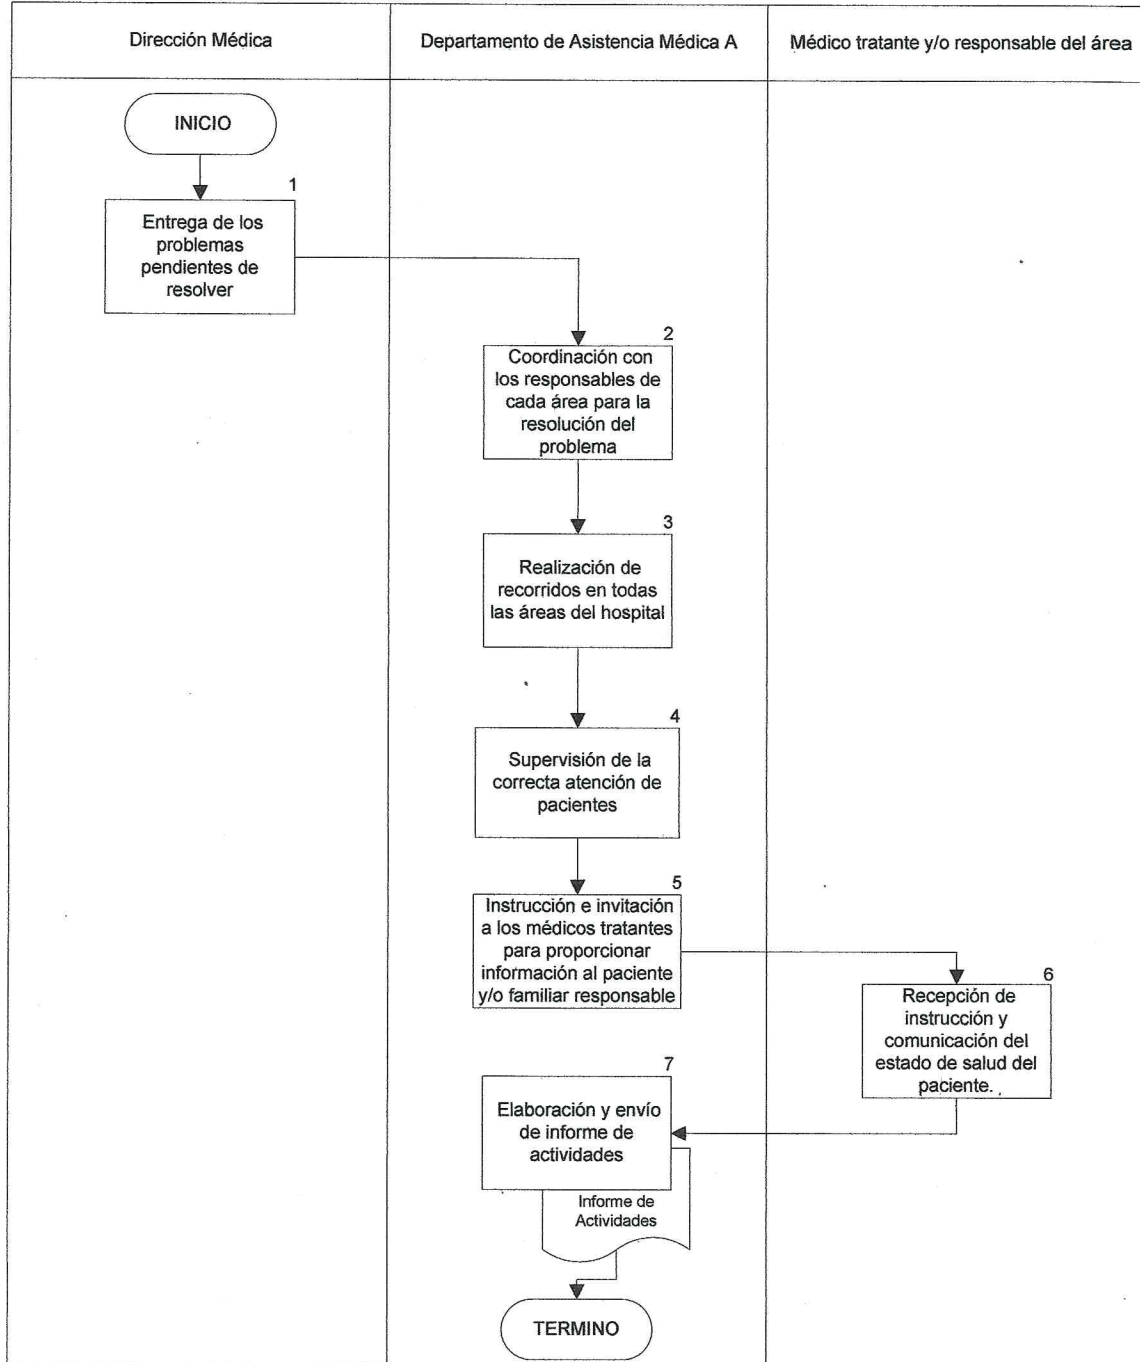 Dirección Médica
Departamento de Asistencia Médica A
Médico tratante y/o responsable del área
INICIO
1
Entrega de los
problemas
pendientes de
resolver
2
Coordinación con
los responsables de
cada área para la
resolución del
problema
3
Realización de
recorridos en todas
las áreas del hospital
4
Supervisión de la
correcta atención de
pacientes
5
Instrucción e invitación
a los médicos tratantes
para proporcionar
información al paciente
y/o familiar responsable
6
Recepción de
instrucción y
comunicación del
estado de salud del
paciente.
7
Elaboración y envío
de informe de
actividades
Informe de
Actividades
TERMINO